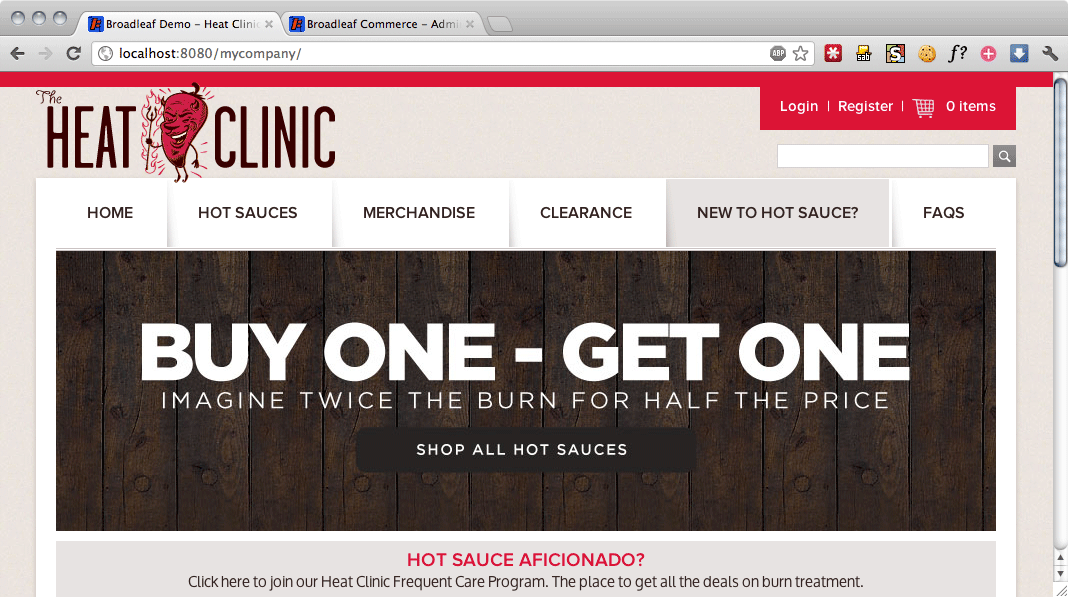 Broadleaf Demo - Heat Clinic
Broadleaf Commerce - Admi
localhost:8080/mycompany/
ABP
f?
The
HEAT CLINIC
Login | Register | 0 items
HOME HOT SAUCES MERCHANDISE CLEARANCE NEW TO HOT SAUCE? FAQS
BUY ONE - GET ONE
IMAGINE TWICE THE BURN FOR HALF THE PRICE
SHOP ALL HOT SAUCES
HOT SAUCE AFICIONADO?
Click here to join our Heat Clinic Frequent Care Program. The place to get all the deals on burn treatment.